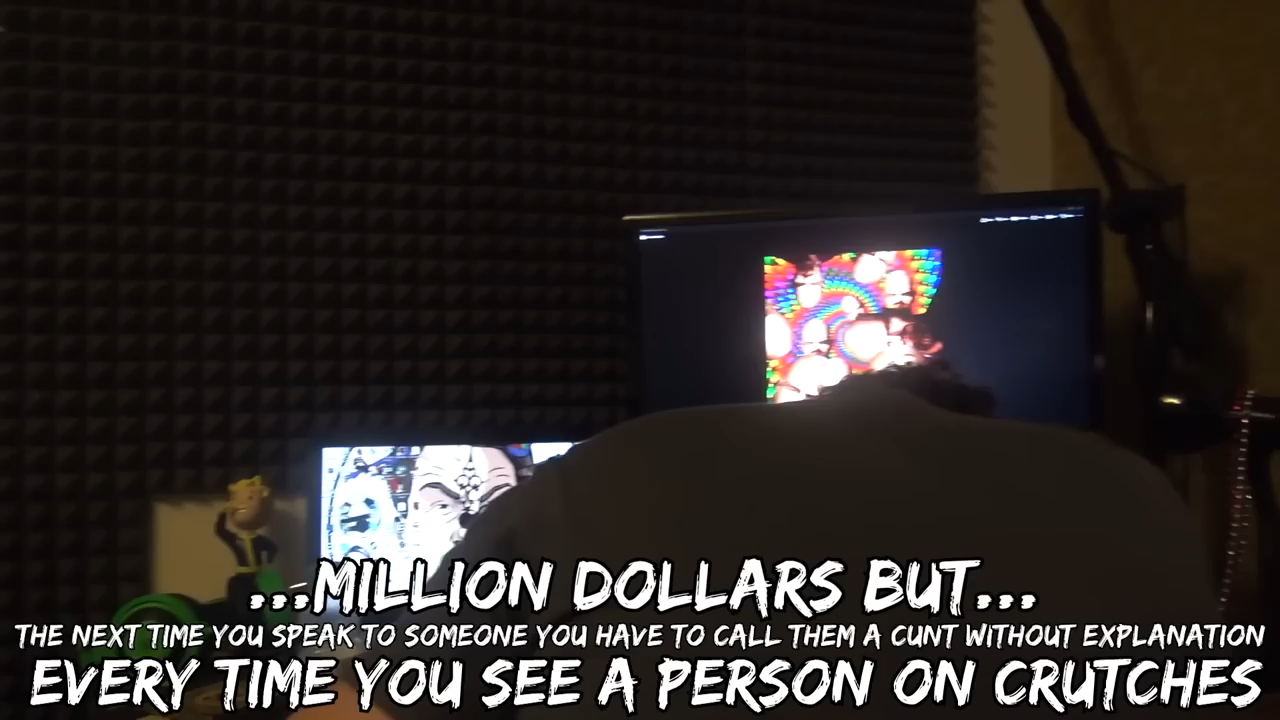 ...MILLION DOLLARS BUT...
THE NEXT TIME YOU SPEAK TO SOMEONE YOU HAVE TO CALL THEM A CUNT WITHOUT EXPLANATION
EVERY TIME YOU SEE A PERSON ON CRUTCHES